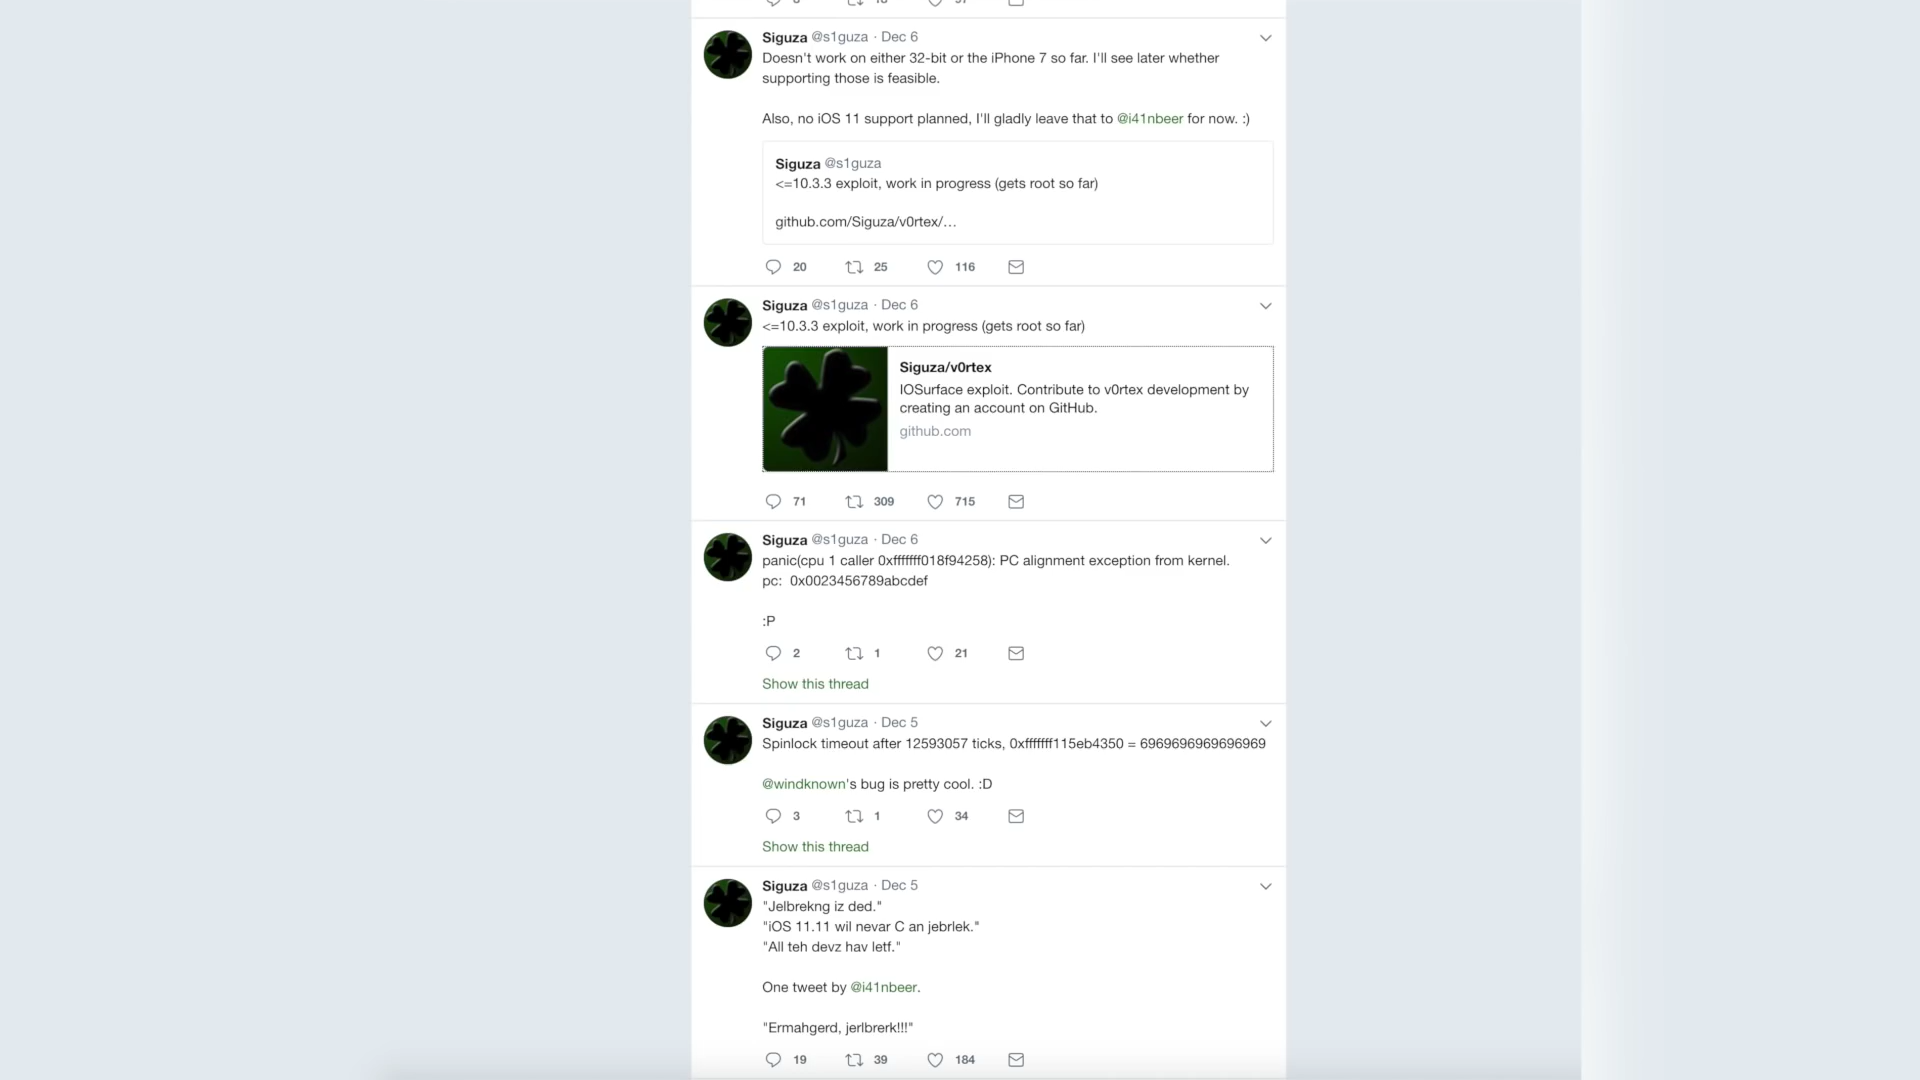 Siguza @s1guza · Dec 6
Doesn't work on either 32-bit or the iPhone 7 so far. I'll see later whether
supporting those is feasible.
Also, no iOS 11 support planned, I'll gladly leave that to @i41nbeer for now. :)
Siguza @s1guza
<=10.3.3 exploit, work in progress (gets root so far)
github.com/Siguza/v0rtex/…
20 25 116
Siguza @s1guza · Dec 6
<=10.3.3 exploit, work in progress (gets root so far)
Siguza/v0rtex
IOSurface exploit. Contribute to v0rtex development by
creating an account on GitHub.
github.com
71 309 715
Siguza @s1guza · Dec 6
panic(cpu 1 caller 0xfffffff018f94258): PC alignment exception from kernel.
pc: 0x0023456789abcdef
:P
2 1 21
Show this thread
Siguza @s1guza · Dec 5
Spinlock timeout after 12593057 ticks, 0xfffffff115eb4350 = 6969696969696969
@windknown's bug is pretty cool. :D
3 1 34
Show this thread
Siguza @s1guza · Dec 5
"Jelbrekng iz ded."
"iOS 11.11 wil nevar C an jebrlek."
"All teh devz hav letf."
One tweet by @i41nbeer.
"Ermahgerd, jerlbrerk!!!"
19 39 184